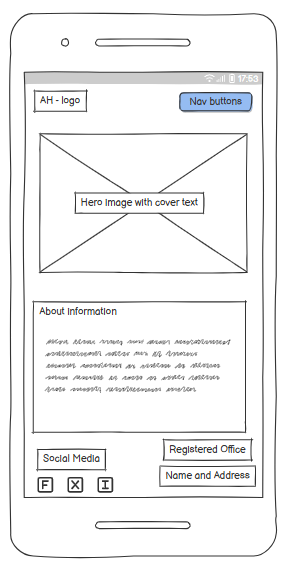 17:53
AH - logo
Nav buttons
Hero Image with cover text
About Information
Registered Office
Social Media
Name and Address
F X I